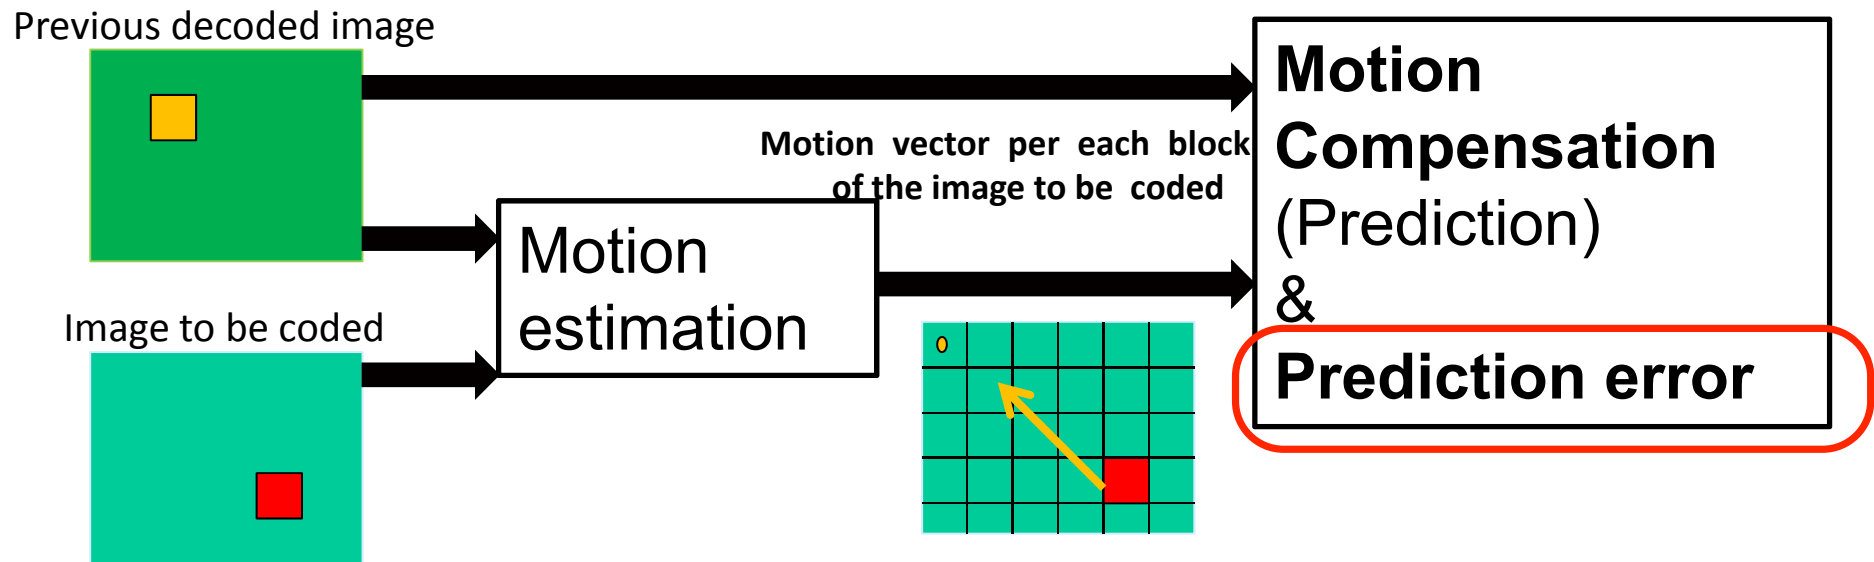 Previous decoded image
Motion vector per each block
of the image to be coded
Motion
estimation
Image to be coded
0
Motion
Compensation
(Prediction)
&
Prediction error